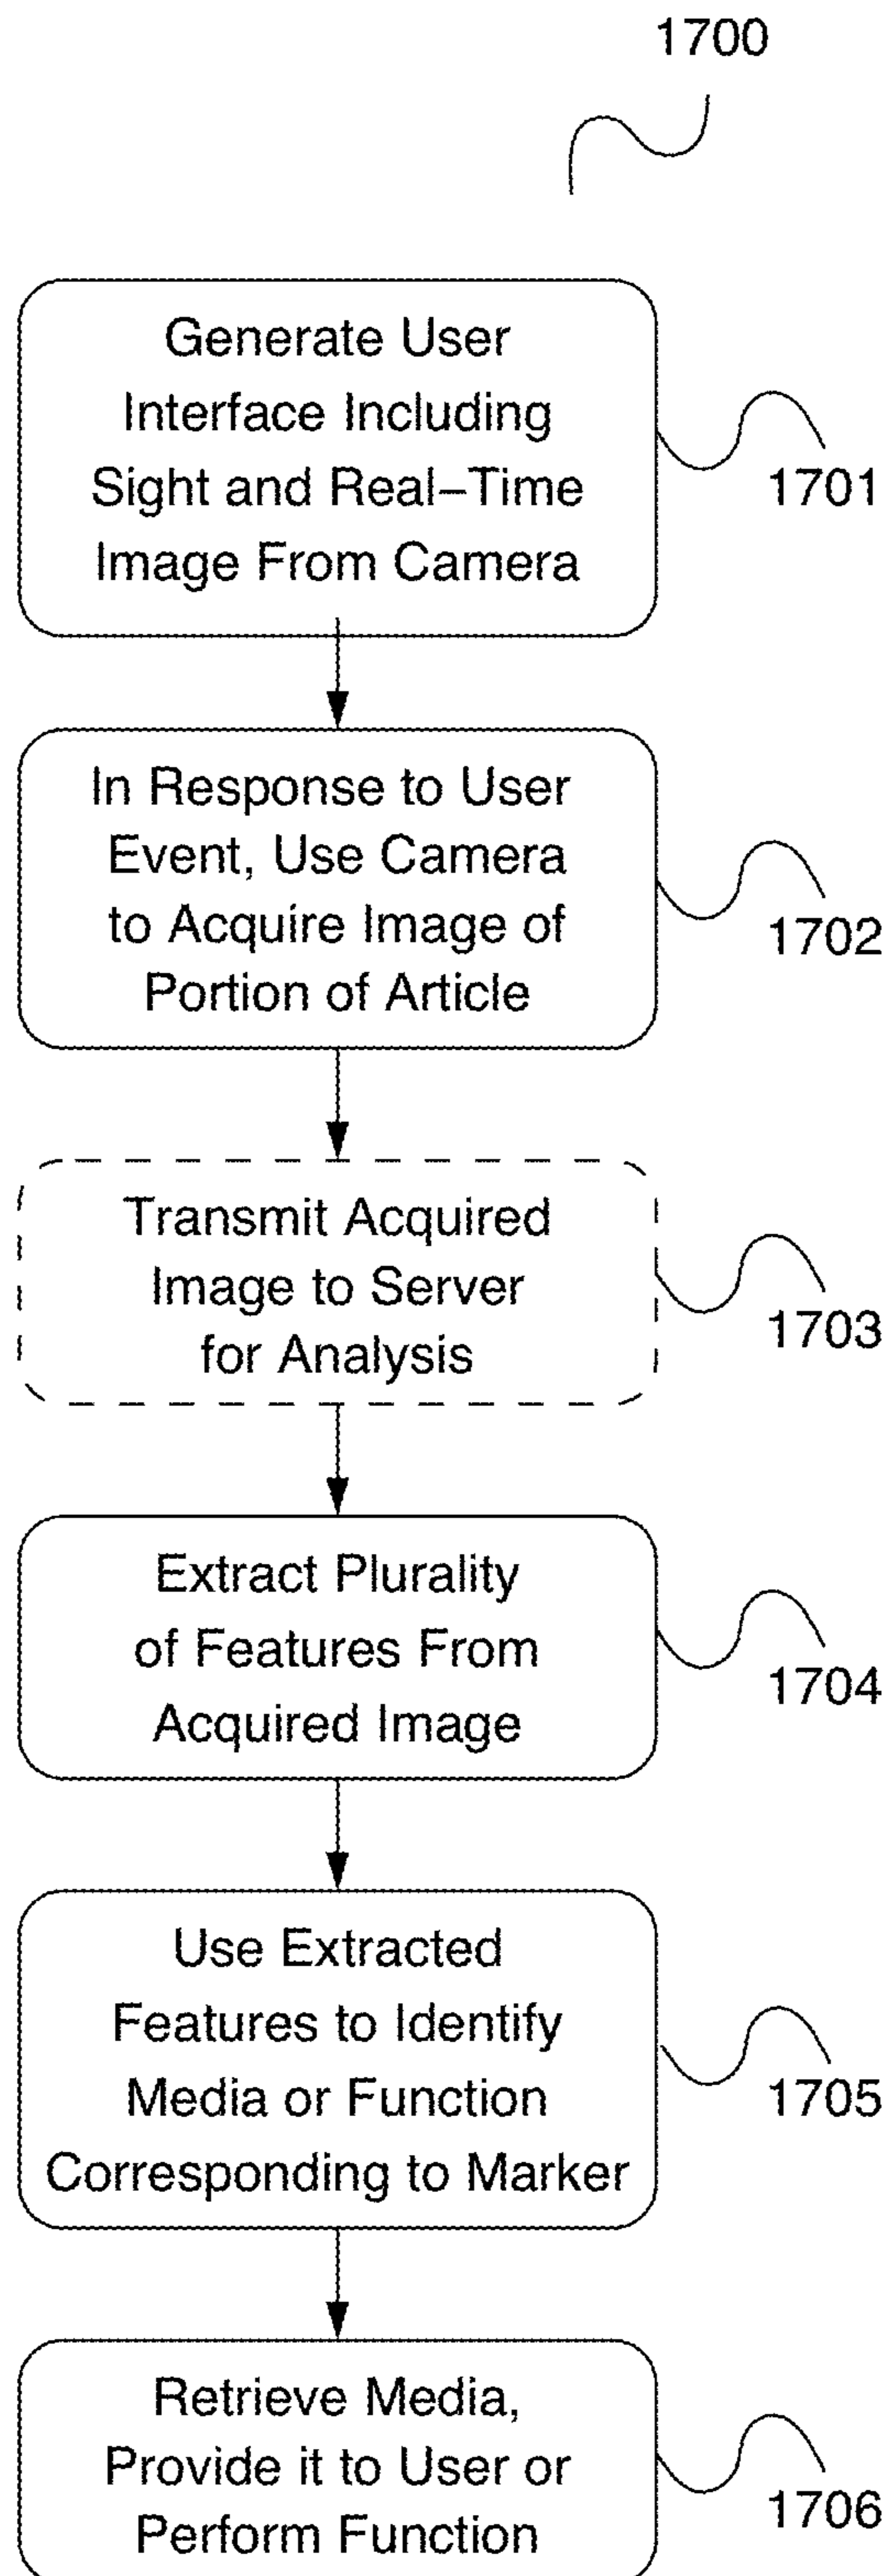 1700
Generate User
Interface Including
Sight and Real–Time
Image From Camera
1701
In Response to User
Event, Use Camera
to Acquire Image of
Portion of Article
1702
Transmit Acquired
Image to Server
for Analysis
1703
Extract Plurality
of Features From
Acquired Image
1704
Use Extracted
Features to Identify
Media or Function
Corresponding to Marker
1705
Retrieve Media,
Provide it to User or
Perform Function
1706